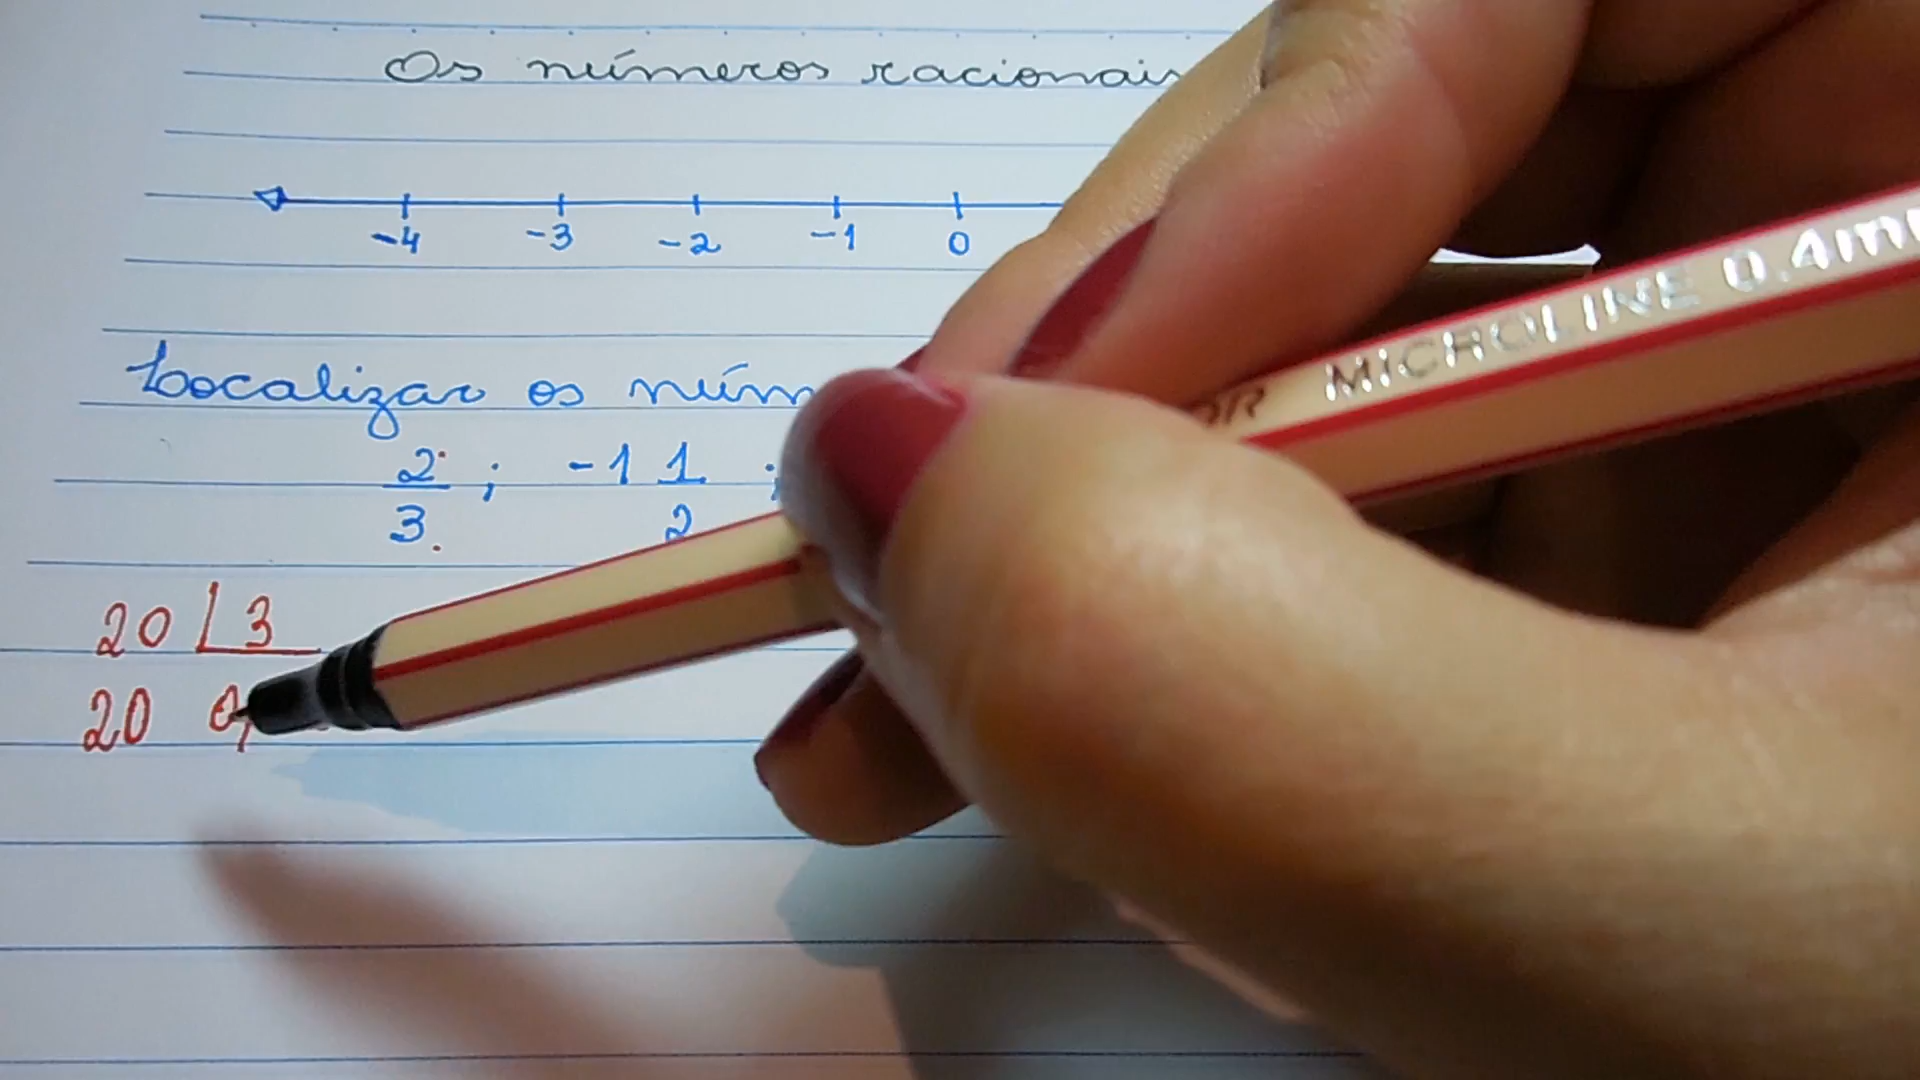 Os números racionais
-4 -3 -2 -1 0
Localizar os núm
2/3 ; -1 1/2 ;
20 3
20 0,
MICROLINE 0.4m